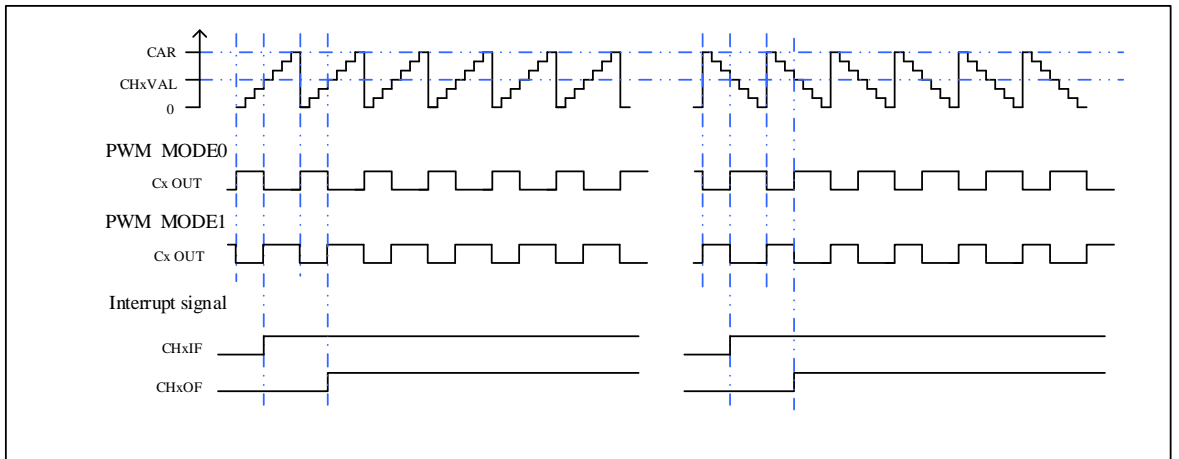 CAR
CHxVAL
0
PWM MODE0
Cx OUT
PWM MODE1
Cx OUT
Interrupt signal
CHxIF
CHxOF